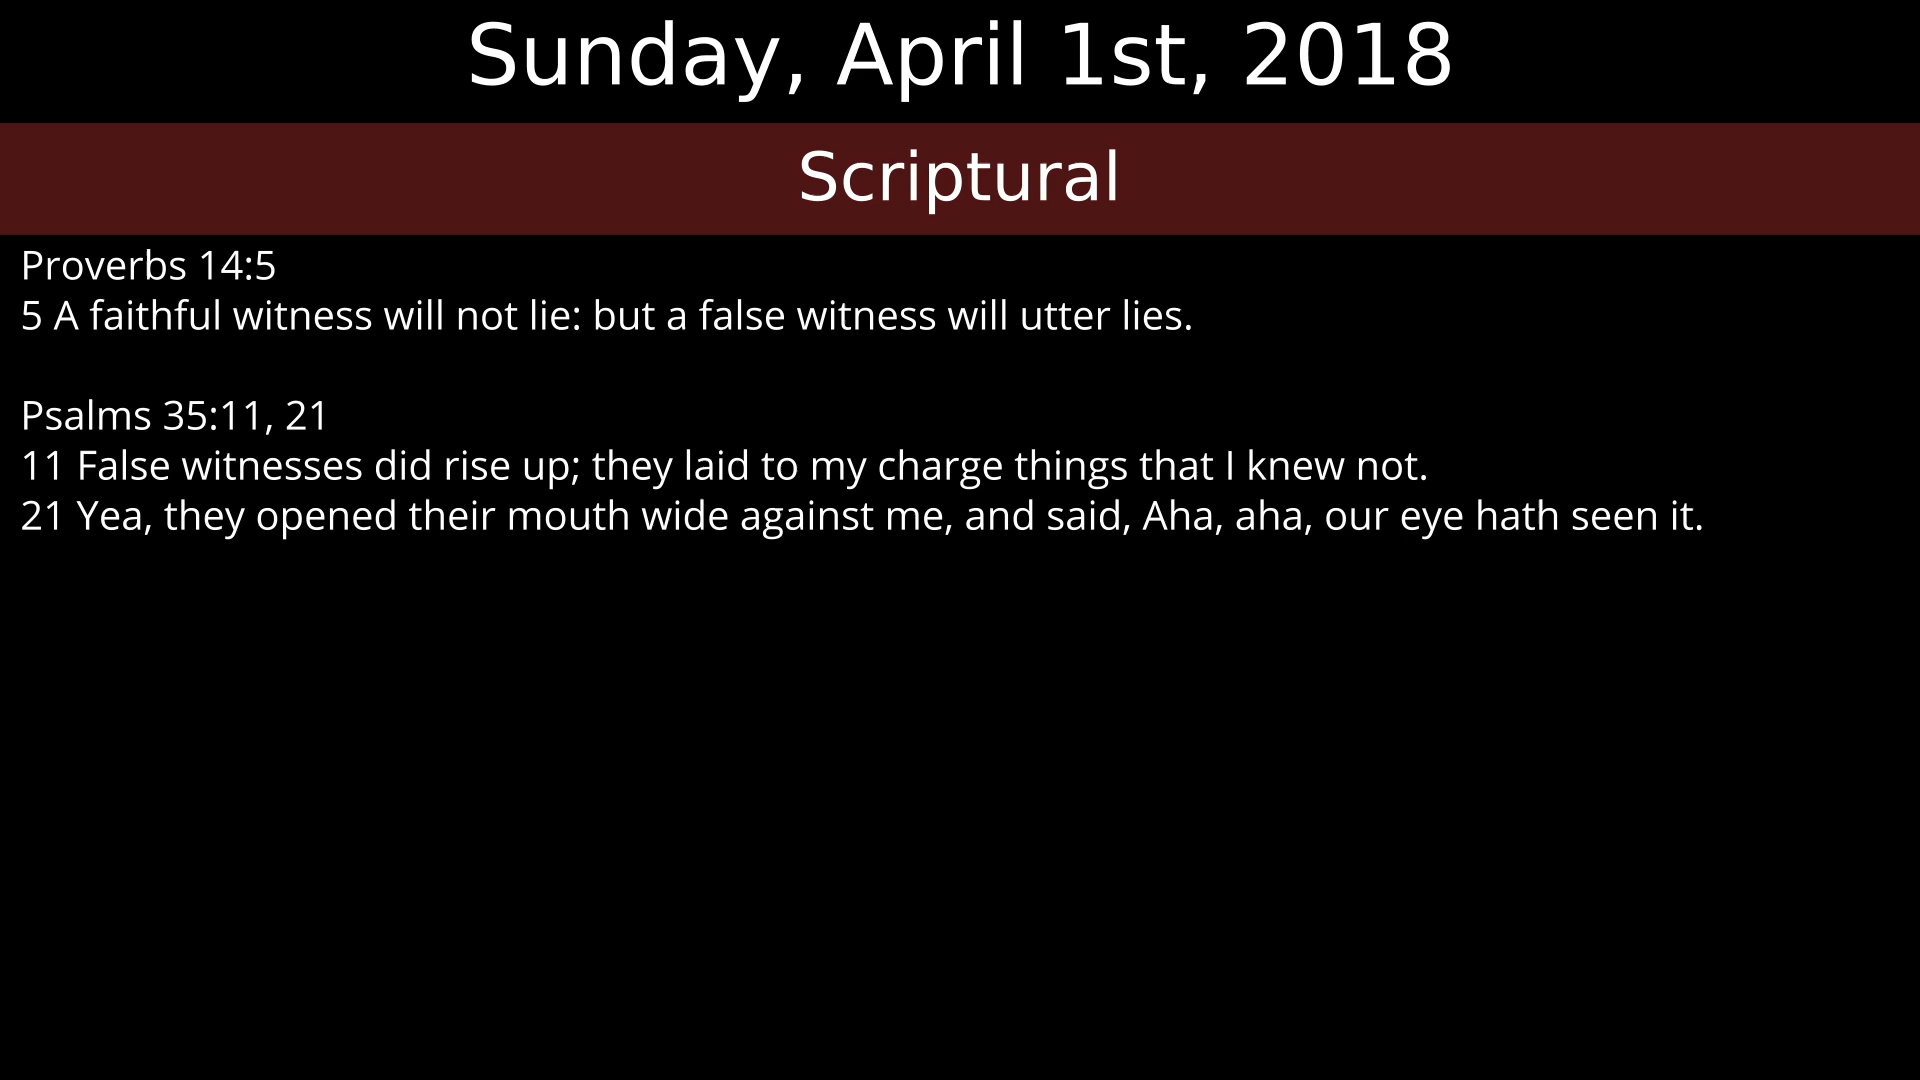 Sunday, April 1st, 2018
Scriptural
Proverbs 14:5
5 A faithful witness will not lie: but a false witness will utter lies.
Psalms 35:11, 21
11 False witnesses did rise up; they laid to my charge things that I knew not.
21 Yea, they opened their mouth wide against me, and said, Aha, aha, our eye hath seen it.